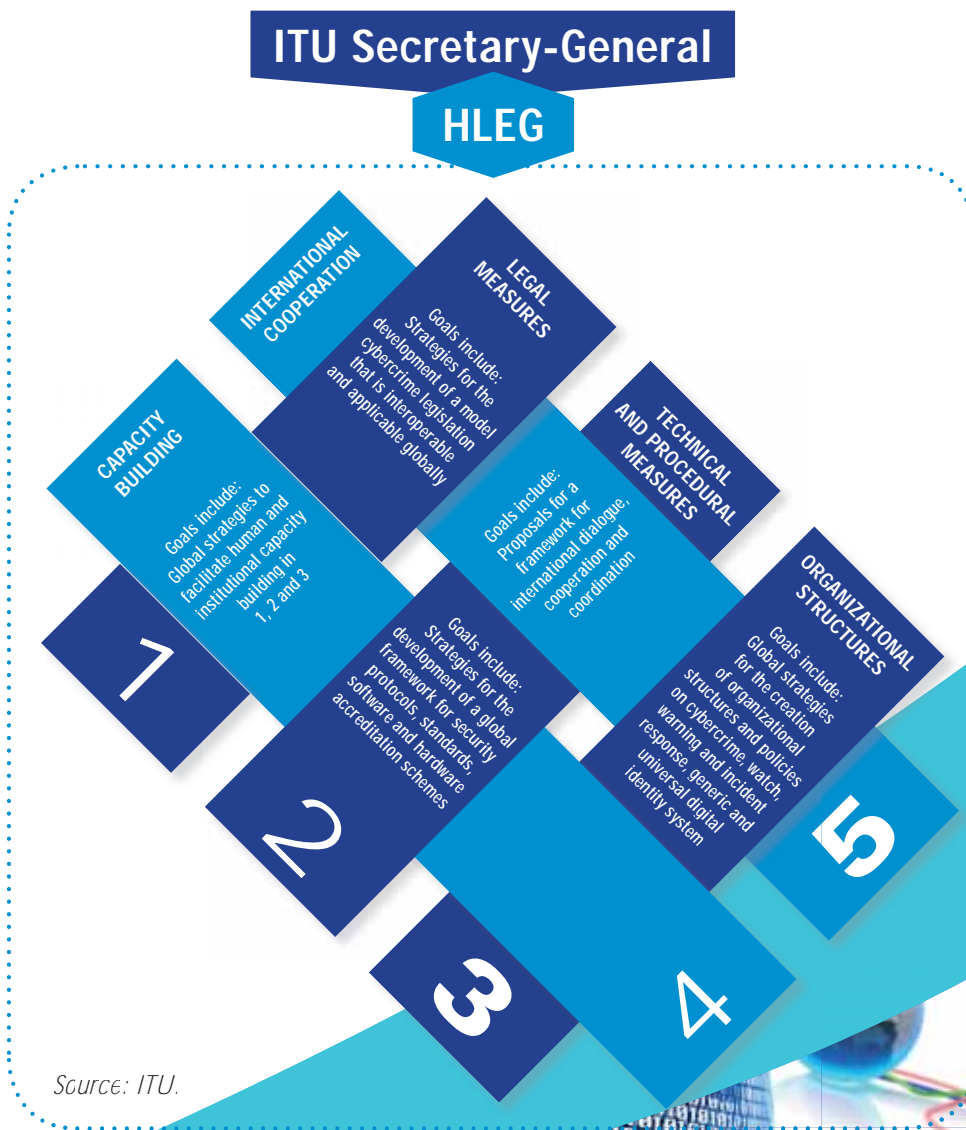 ITU Secretary-General
HLEG
INTERNATIONAL
COOPERATION
LEGAL
MEASURES
Goals include:
Strategies for the
development of a model
cybercrime legislation
that is interoperable
and applicable globally
CAPACITY
BUILDING
Goals include:
Global strategies to
facilitate human and
institutional capacity
building in
1, 2 and 3
TECHNICAL
AND PROCEDURAL
MEASURES
Goals include:
Proposals for a
framework for
international dialogue,
cooperation and
coordination
ORGANIZATIONAL
STRUCTURES
Goals include:
Global strategies
for the creation
of organizational
structures and policies
on cybercrime, watch,
warning and incident
response, generic and
universal digital
identity system
1
Goals include:
Strategies for the
development of a global
framework for security
protocols, standards,
software and hardware
accreditation schemes
2
3
4
5
Source: ITU.